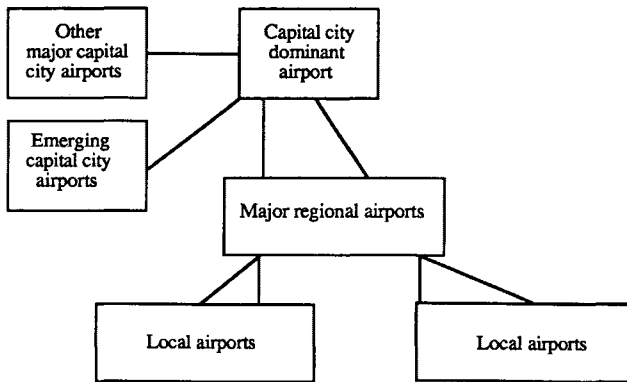 Other
major capital
city airports
Capital city
dominant
airport
Emerging
capital city
airports
Major regional airports
Local airports
Local airports